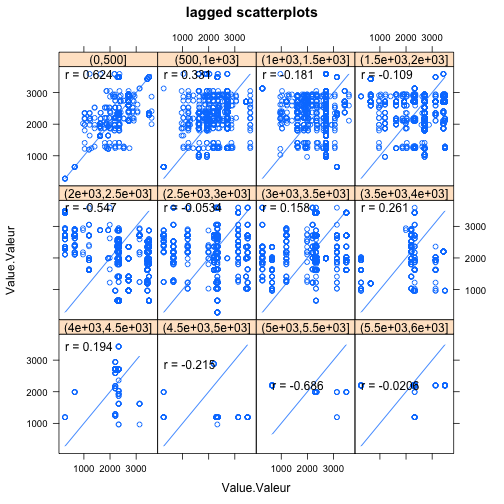 lagged scatterplots
1000 2000 3000
1000 2000 3000
(0,500]
(500,1e+03]
(1e+03,1.5e+03]
(1.5e+03,2e+03]
r = 0.624
r = 0.334
r = -0.181
r = -0.109
3000
2000
1000
(2e+03,2.5e+03]
(2.5e+03,3e+03]
(3e+03,3.5e+03]
(3.5e+03,4e+03]
r = -0.547
r = -0.0534
r = 0.158
r = 0.261
3000
2000
1000
(4e+03,4.5e+03]
(4.5e+03,5e+03]
(5e+03,5.5e+03]
(5.5e+03,6e+03]
r = 0.194
r = -0.215
r = -0.686
r = -0.0206
3000
2000
1000
1000 2000 3000
1000 2000 3000
Value.Valeur
Value.Valeur